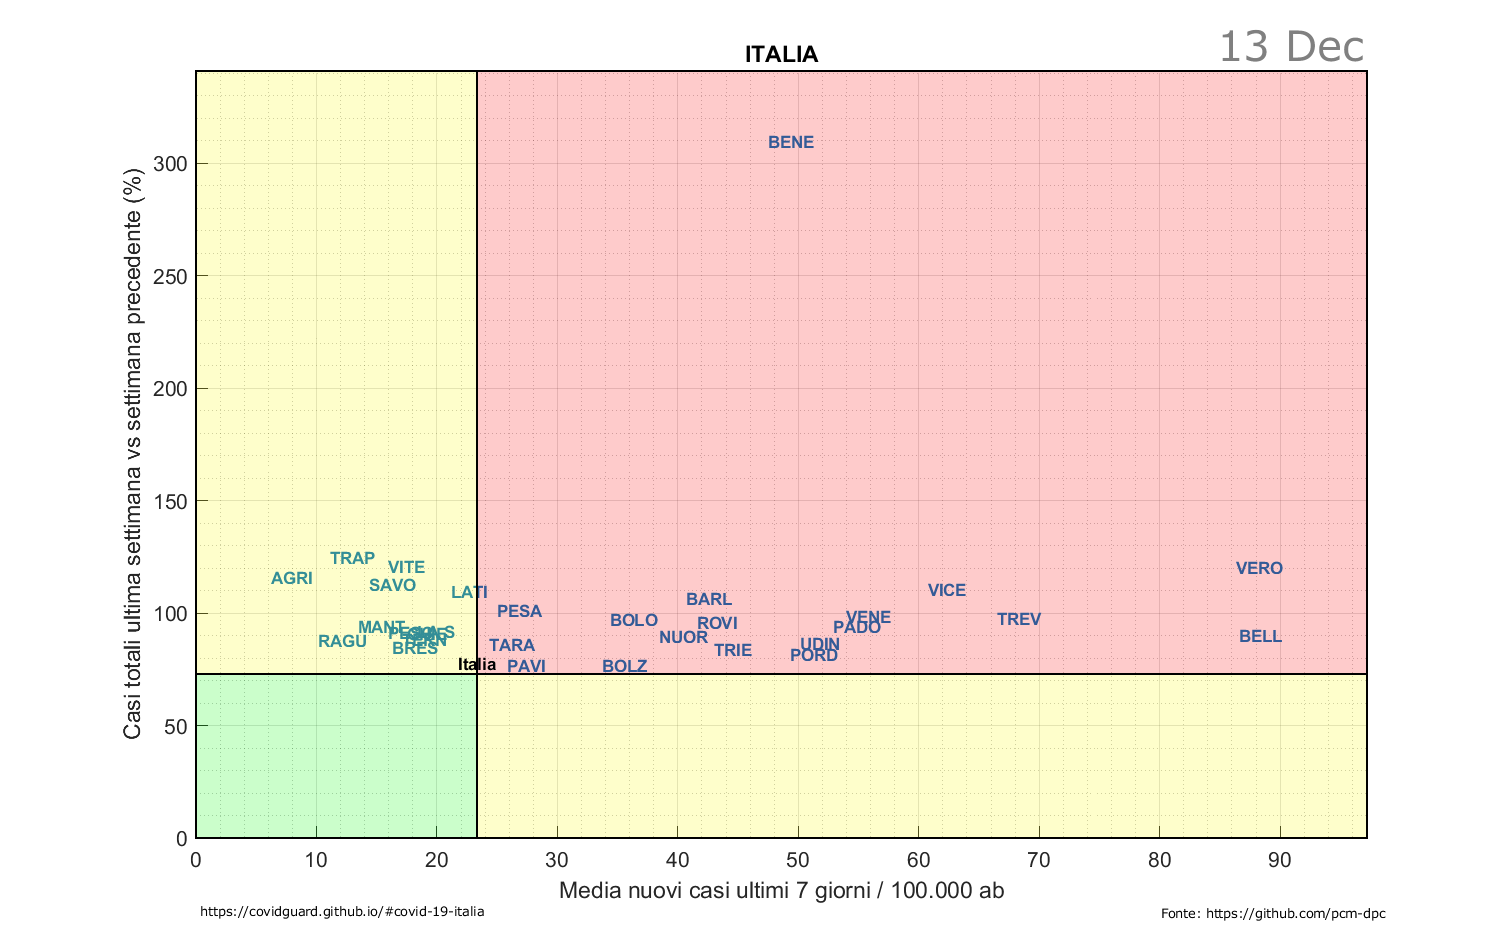 13 Dec
ITALIA
Casi totali ultima settimana vs settimana precedente (%)
300
250
200
150
100
50
0
BENE
TRAP
VITE
AGRI
SAVO
LATI
VERO
VICE
BARL
PESA
BOLO
ROVI
VENE
PADO
TREV
MANT
RAGU
BRES
NUOR
BELL
TARA
TRIE
UDIN
PORD
Italia
PAVI
BOLZ
0 10 20 30 40 50 60 70 80 90
Media nuovi casi ultimi 7 giorni / 100.000 ab
https://covidguard.github.io/#covid-19-italia
Fonte: https://github.com/pcm-dpc